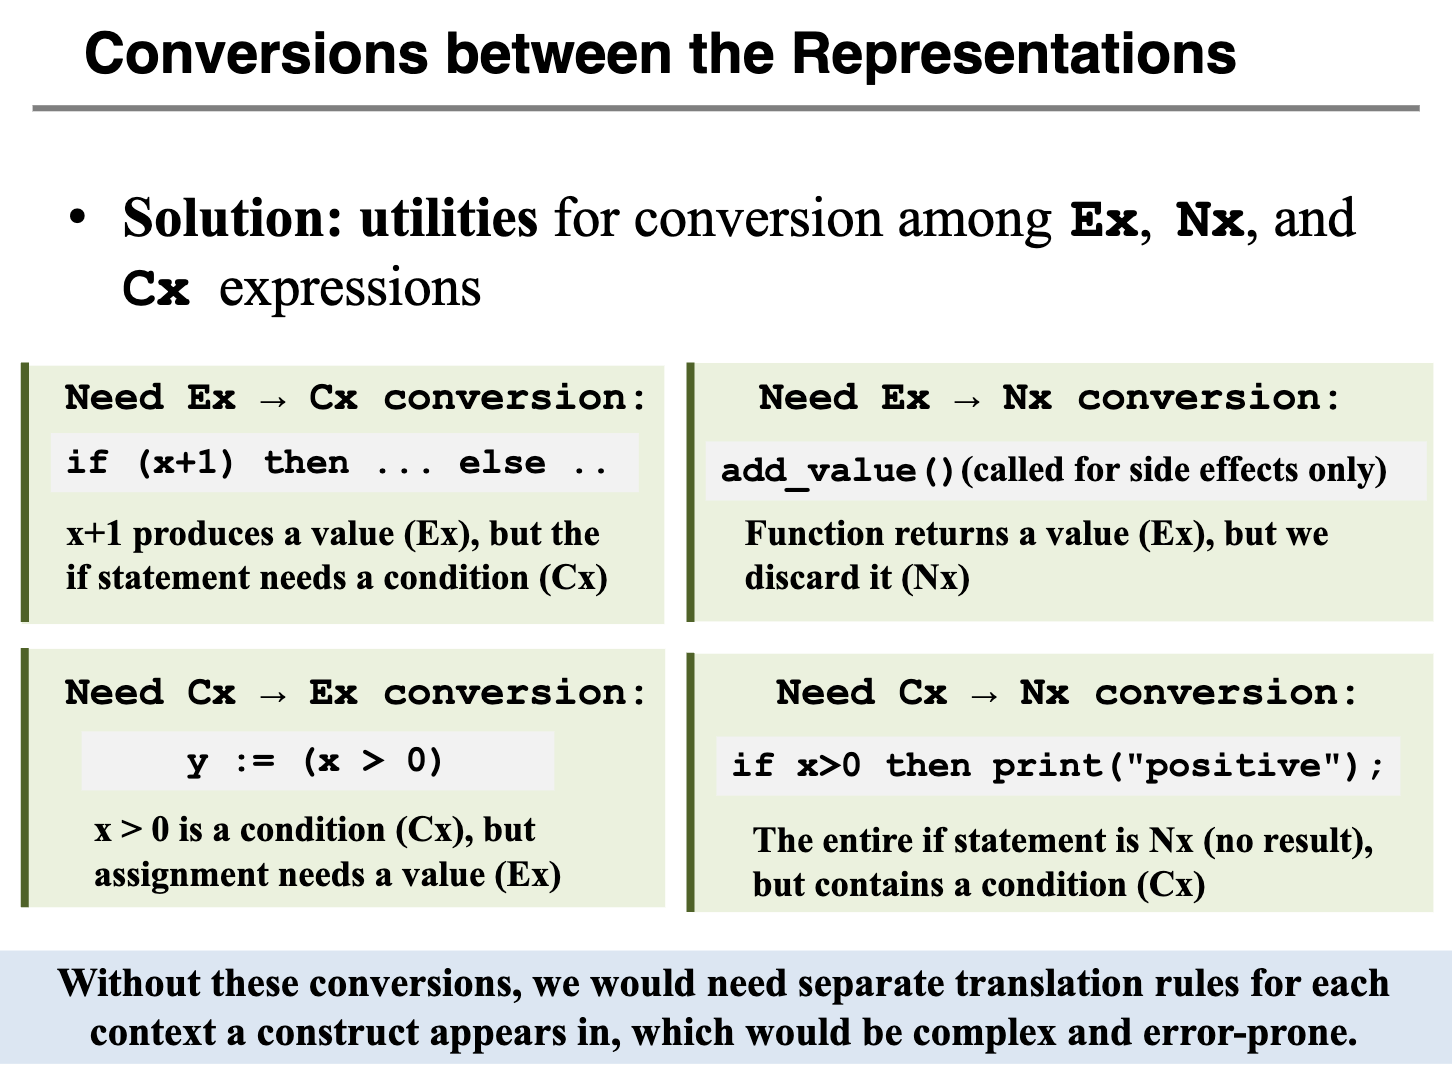 Conversions between the Representations
• Solution: utilities for conversion among Ex, Nx, and
Cx expressions
Need Ex → Cx conversion:
if (x+1) then ... else ..
x+1 produces a value (Ex), but the
if statement needs a condition (Cx)
Need Ex → Nx conversion:
add_value()(called for side effects only)
Function returns a value (Ex), but we
discard it (Nx)
Need Cx → Ex conversion:
y := (x > 0)
x > 0 is a condition (Cx), but
assignment needs a value (Ex)
Need Cx → Nx conversion:
if x>0 then print("positive");
The entire if statement is Nx (no result),
but contains a condition (Cx)
Without these conversions, we would need separate translation rules for each
context a construct appears in, which would be complex and error-prone.